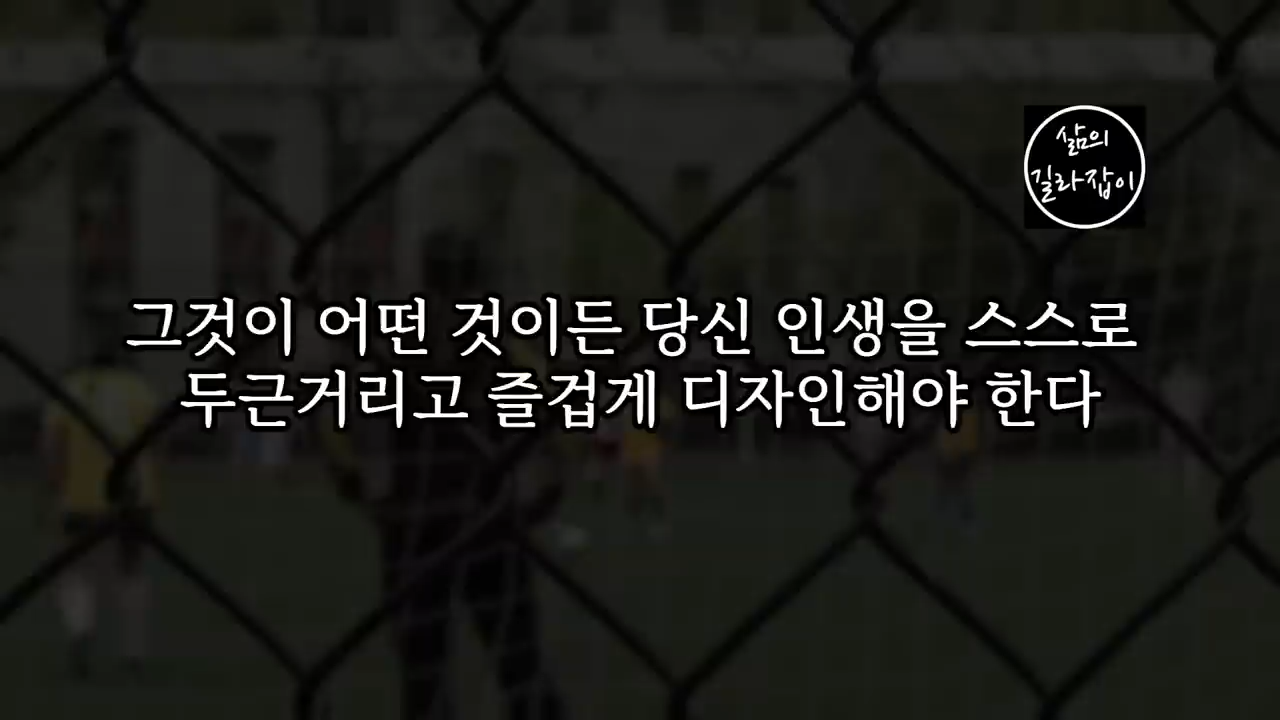 삶의
길라잡이
그것이 어떤 것이든 당신 인생을 스스로
두근거리고 즐겁게 디자인해야 한다